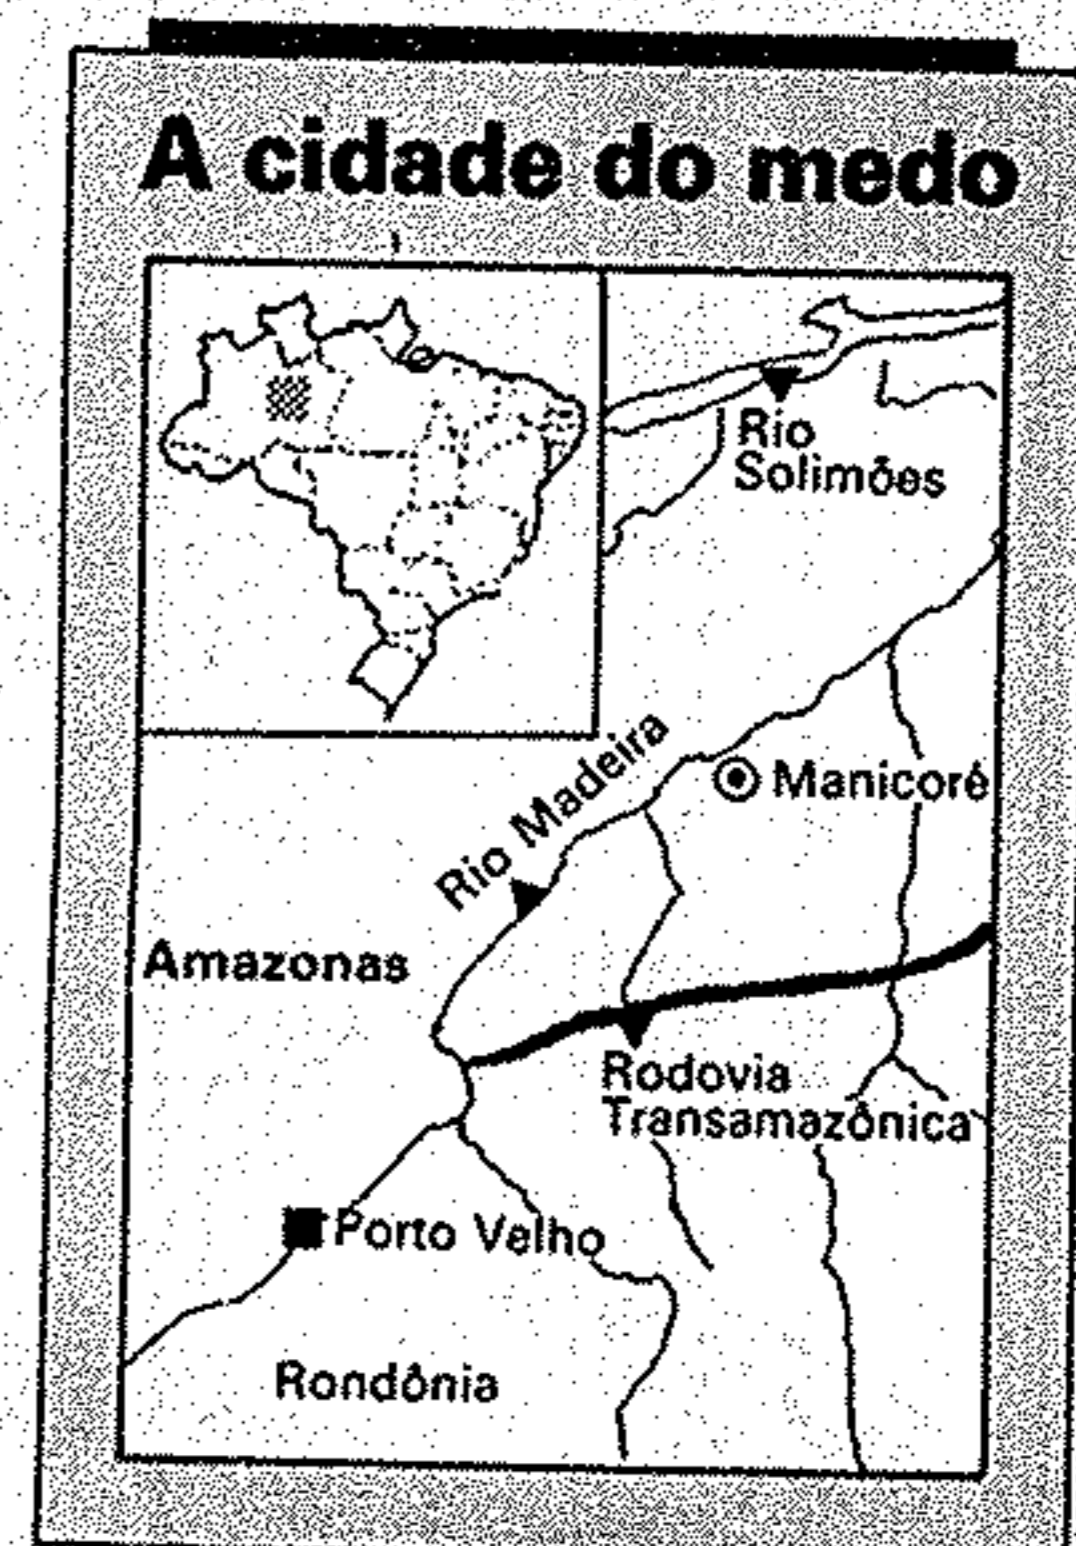 A cidade do medo
Rio
Solimões
Rio Madeira
Manicoré
Amazonas
Rodovia
Transamazônica
Porto Velho
Rondônia